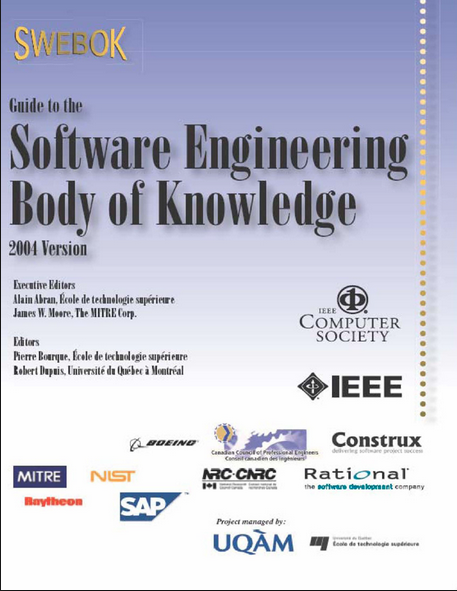 SWEBOK
Guide to the
Software Engineering
Body of Knowledge
2004 Version
Executive Editors
Alain Abran, École de technologie supérieure
James W. Moore, The MITRE Corp.
Editors
Pierre Bourque, École de technologie supérieure
Robert Dupuis, Université du Québec à Montréal
IEEE
COMPUTER
SOCIETY
IEEE
BOEING
Canadian Council of Professional Engineers
Conseil canadien des ingénieurs
Construx
delivering software project success
MITRE
NIST
NRC·CNRC
Rational
the software development company
Raytheon
SAP
Project managed by:
UQÀM
Université du Québec
École de technologie supérieure